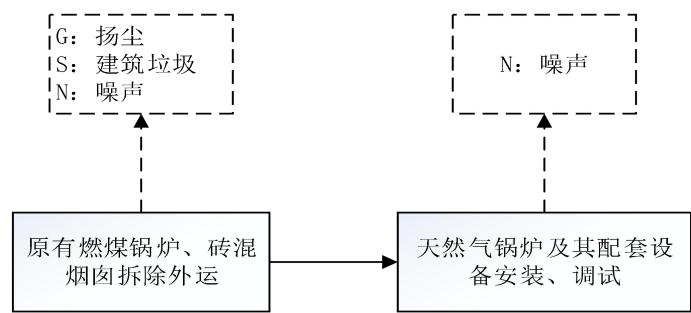 G：扬尘
S：建筑垃圾
N：噪声
N：噪声
原有燃煤锅炉、砖混
烟囱拆除外运
天然气锅炉及其配套设
备安装、调试